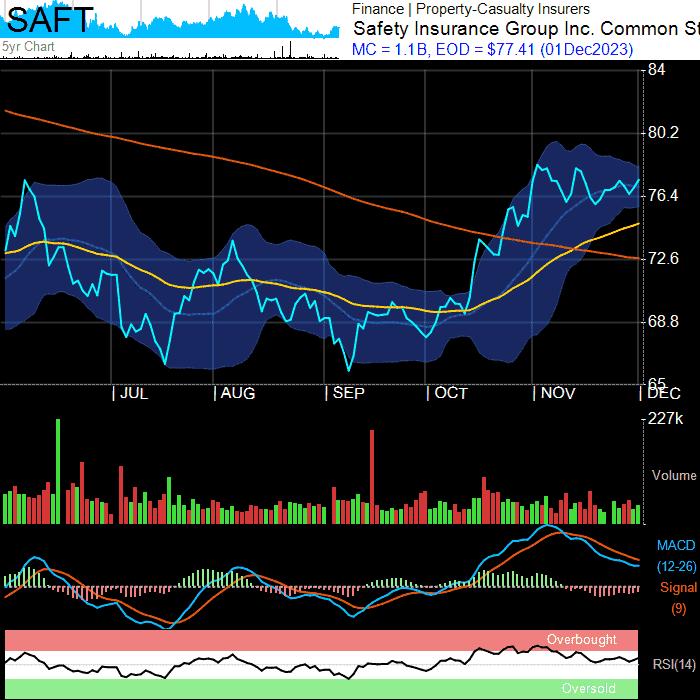 SAFT
5yr Chart
Finance | Property-Casualty Insurers
Safety Insurance Group Inc. Common St
MC = 1.1B, EOD = $77.41 (01Dec2023)
84
80.2
76.4
72.6
68.8
65
| JUL | AUG | SEP | OCT | NOV | DEC
227k
Volume
MACD
(12-26)
Signal
(9)
Overbought
RSI(14)
Oversold